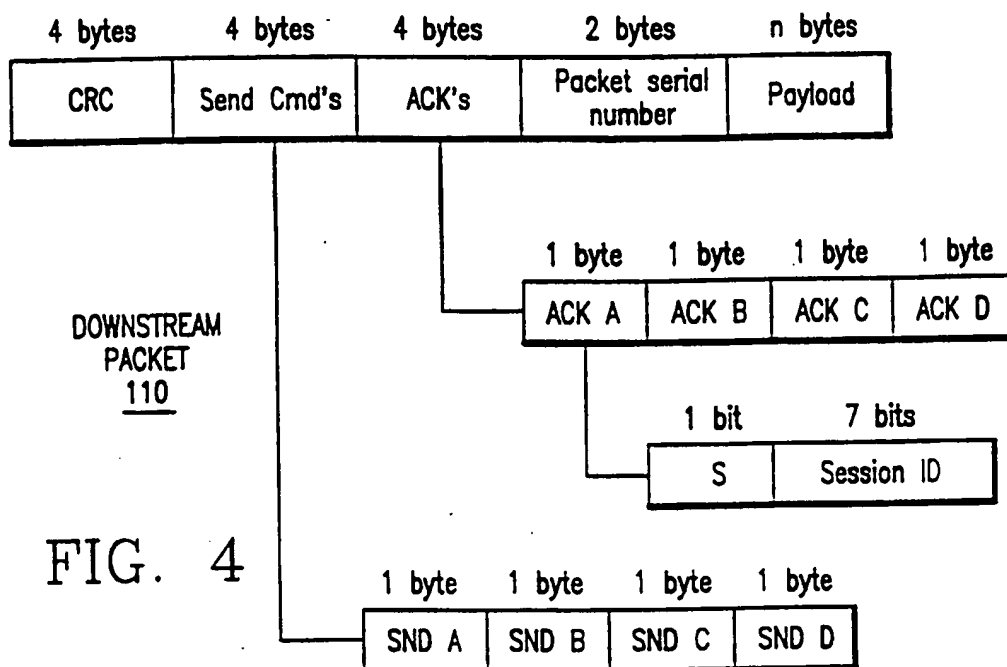 4 bytes 4 bytes 4 bytes 2 bytes n bytes
CRC Send Cmd's ACK's Packet serial number Payload
1 byte 1 byte 1 byte 1 byte
ACK A ACK B ACK C ACK D
DOWNSTREAM
PACKET
110
1 bit 7 bits
S Session ID
FIG. 4
1 byte 1 byte 1 byte 1 byte
SND A SND B SND C SND D